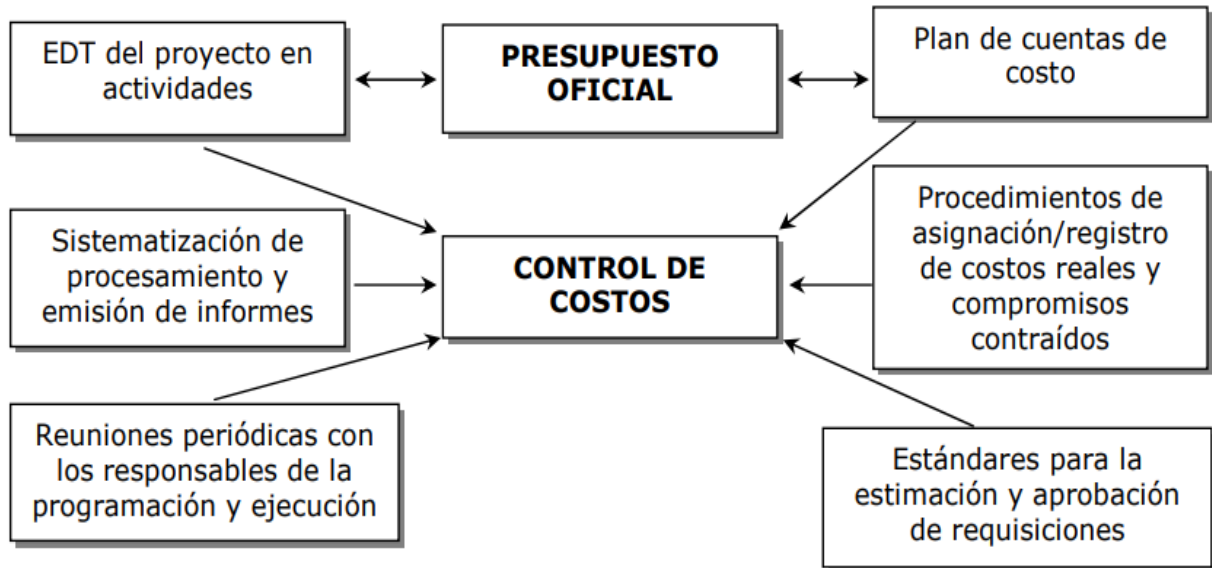 EDT del proyecto en
actividades
PRESUPUESTO
OFICIAL
Plan de cuentas de
costo
Sistematización de
procesamiento y
emisión de informes
CONTROL DE
COSTOS
Procedimientos de
asignación/registro
de costos reales y
compromisos
contraídos
Reuniones periódicas con
los responsables de la
programación y ejecución
Estándares para la
estimación y aprobación
de requisiciones